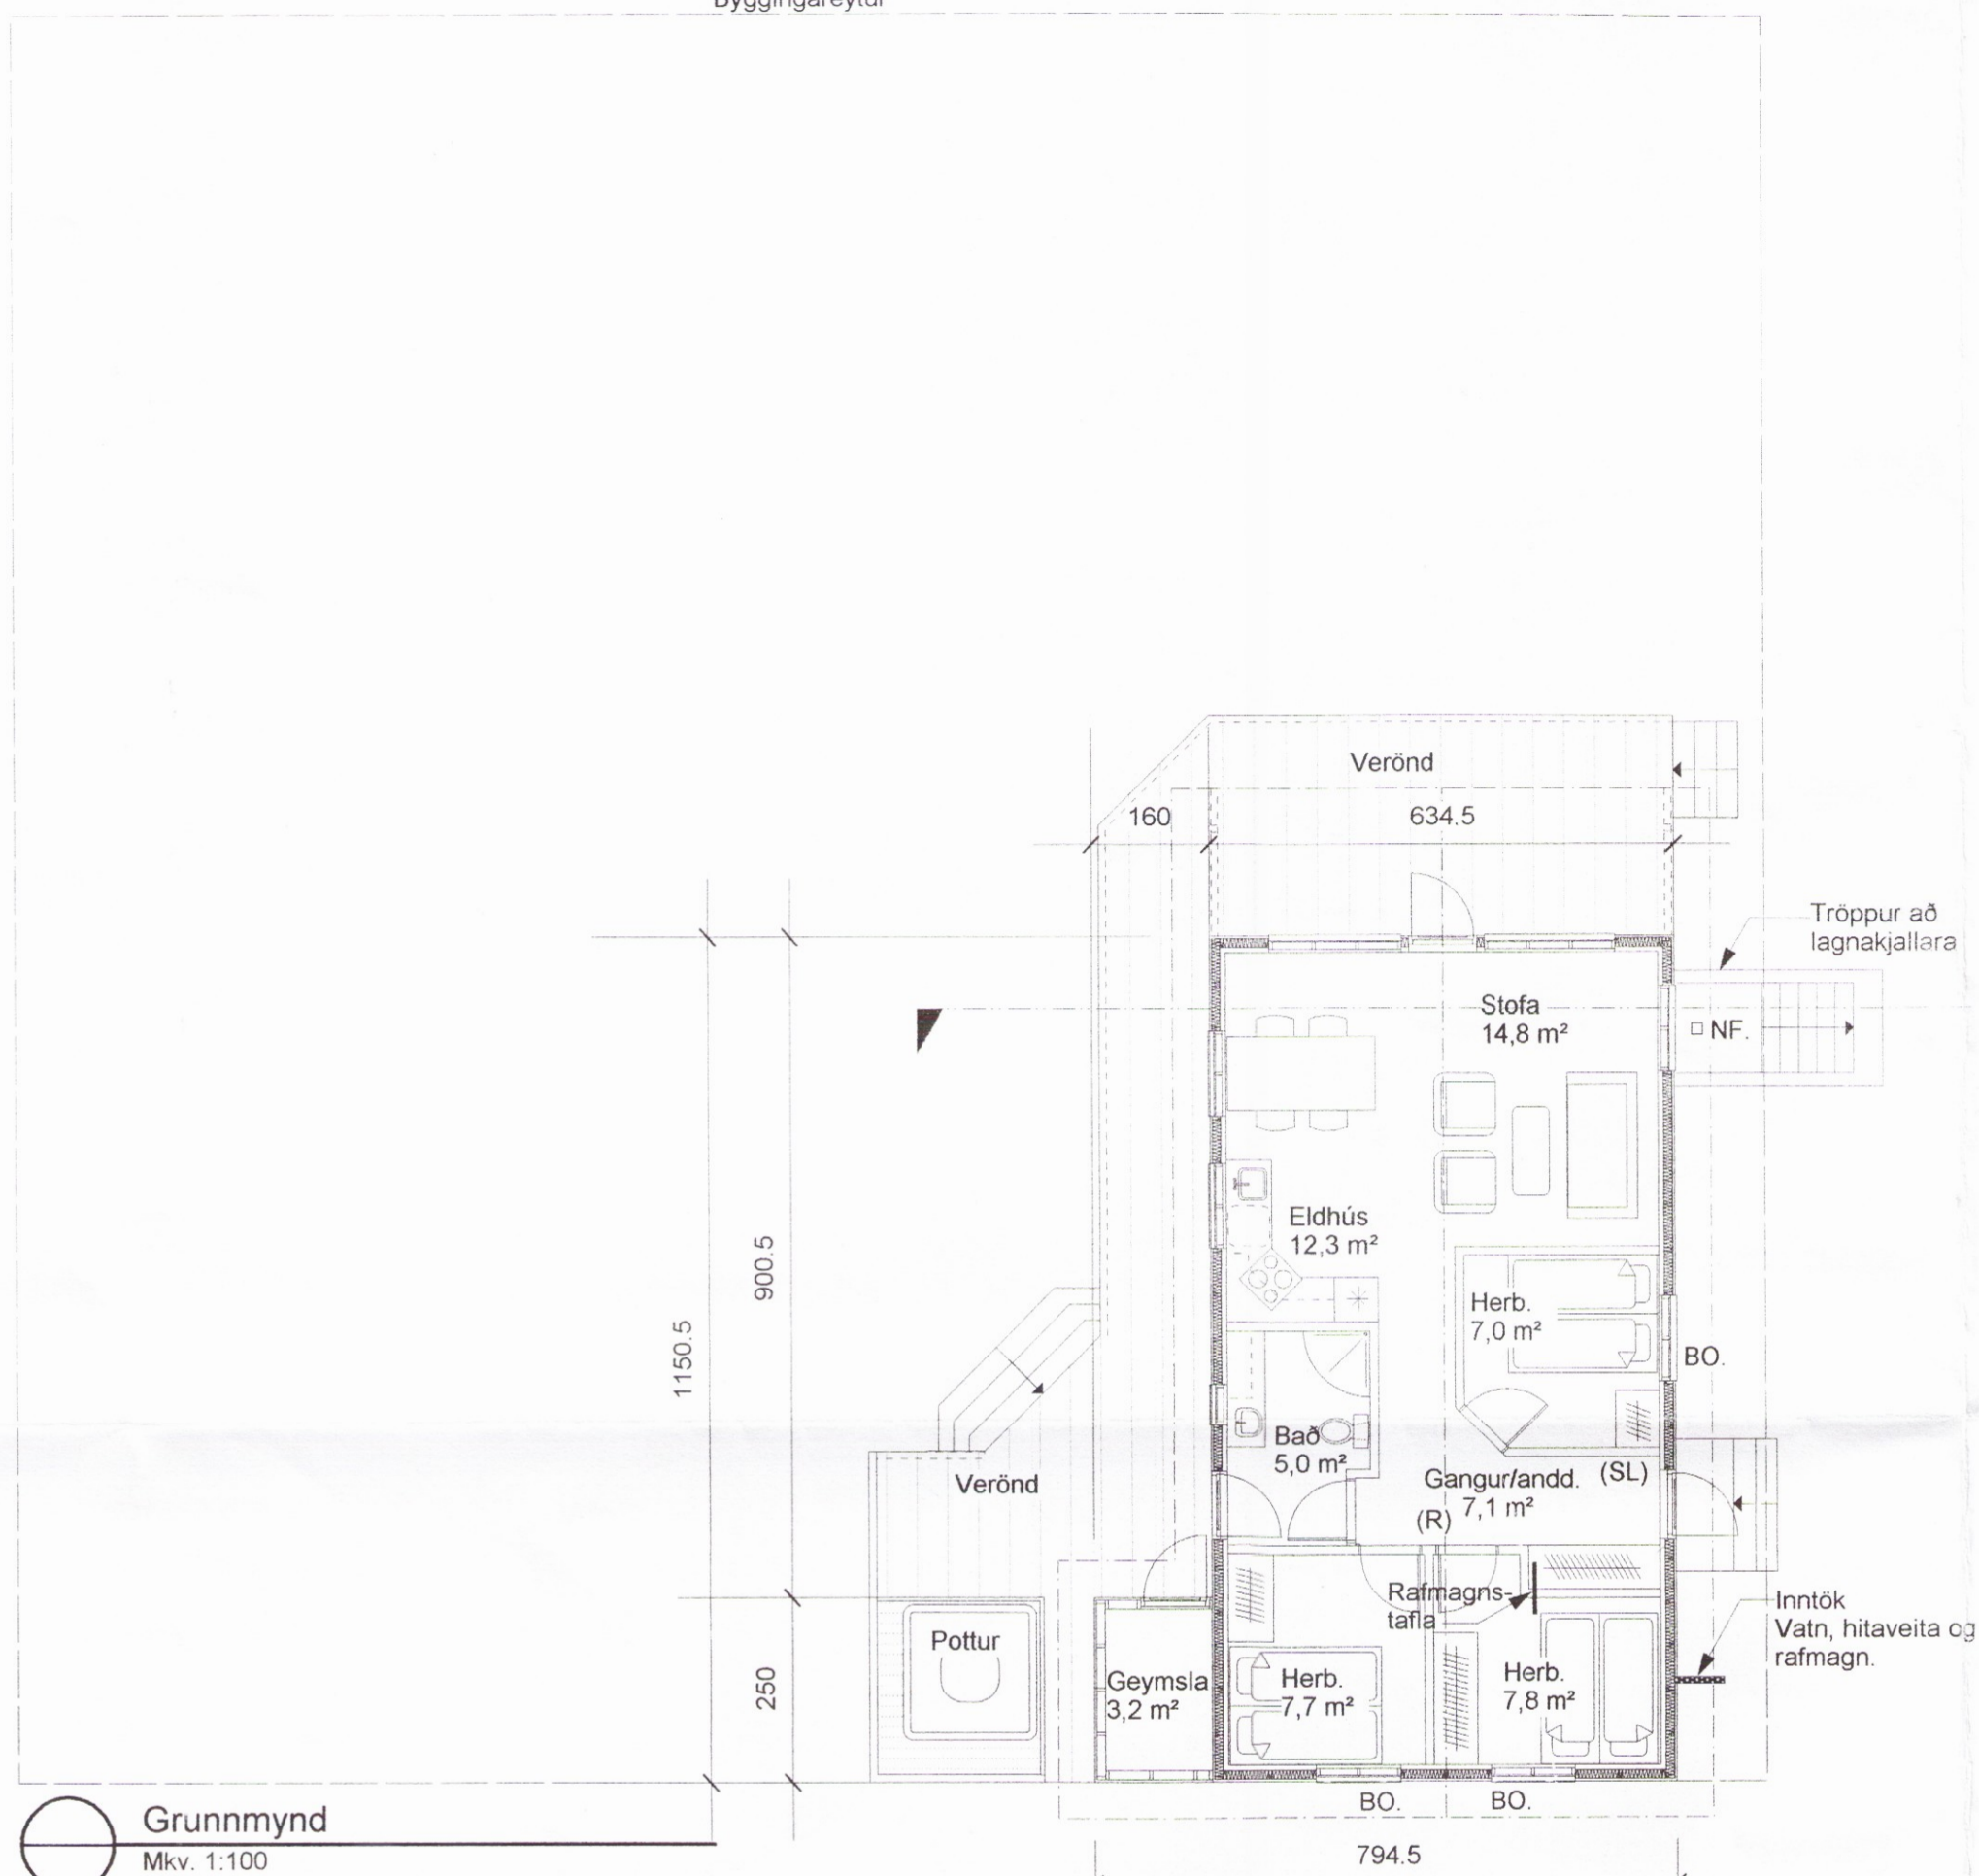 Byggingareytur
Verönd
160
634.5
Tröppur að
lagnakjallara
Stofa
14,8 m²
NF.
Eldhús
12,3 m²
900.5
1150.5
Herb.
7,0 m²
BO.
Bað
5,0 m²
Verönd
Gangur/andd.
7,1 m²
(SL)
(R)
Rafmagns-
tafla
Inntök
Vatn, hitaveita og
rafmagn.
Pottur
250
Geymsla
3,2 m²
Herb.
7,7 m²
Herb.
7,8 m²
BO.
BO.
Grunnmynd
Mkv. 1:100
794.5